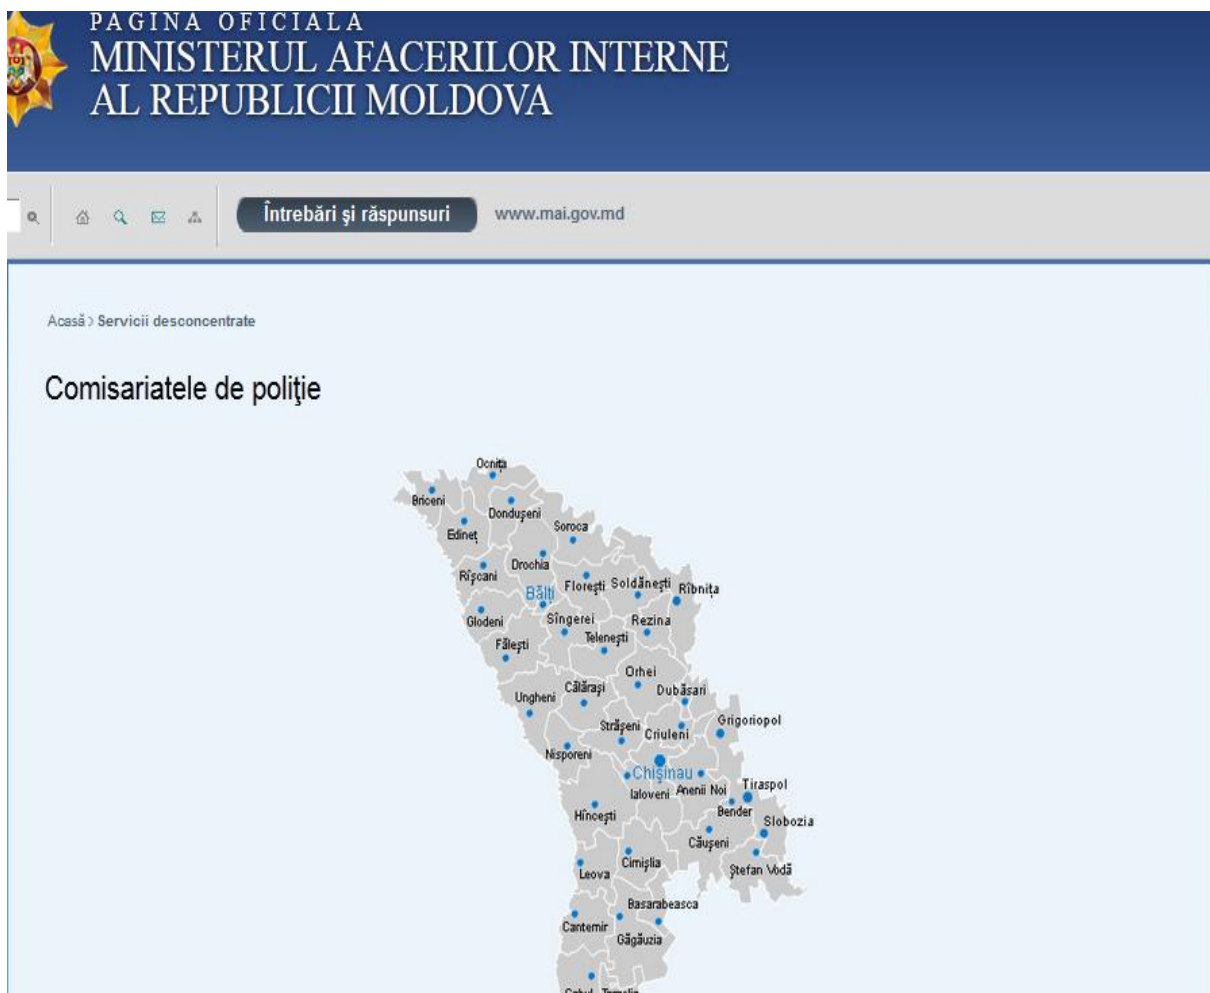 PAGINA OFICIALA
MINISTERUL AFACERILOR INTERNE
AL REPUBLICII MOLDOVA
Întrebări şi răspunsuri
www.mai.gov.md
Acasă > Servicii desconcentrate
Comisariatele de poliţie
Ocniţa
Briceni
Donduşeni
Edineţ
Soroca
Drochia
Rîşcani
Floreşti
Soldăneşti
Rîbniţa
Bălţi
Glodeni
Sîngerei
Rezina
Teleneşti
Făleşti
Orhei
Călăraşi
Dubăsari
Ungheni
Străşeni
Criuleni
Grigoriopol
Nisporeni
Chişinau
Ialoveni
Anenii Noi
Tiraspol
Bender
Hînceşti
Slobozia
Căuşeni
Cimişlia
Leova
Ştefan Vodă
Basarabeasca
Cantemir
Găgăuzia